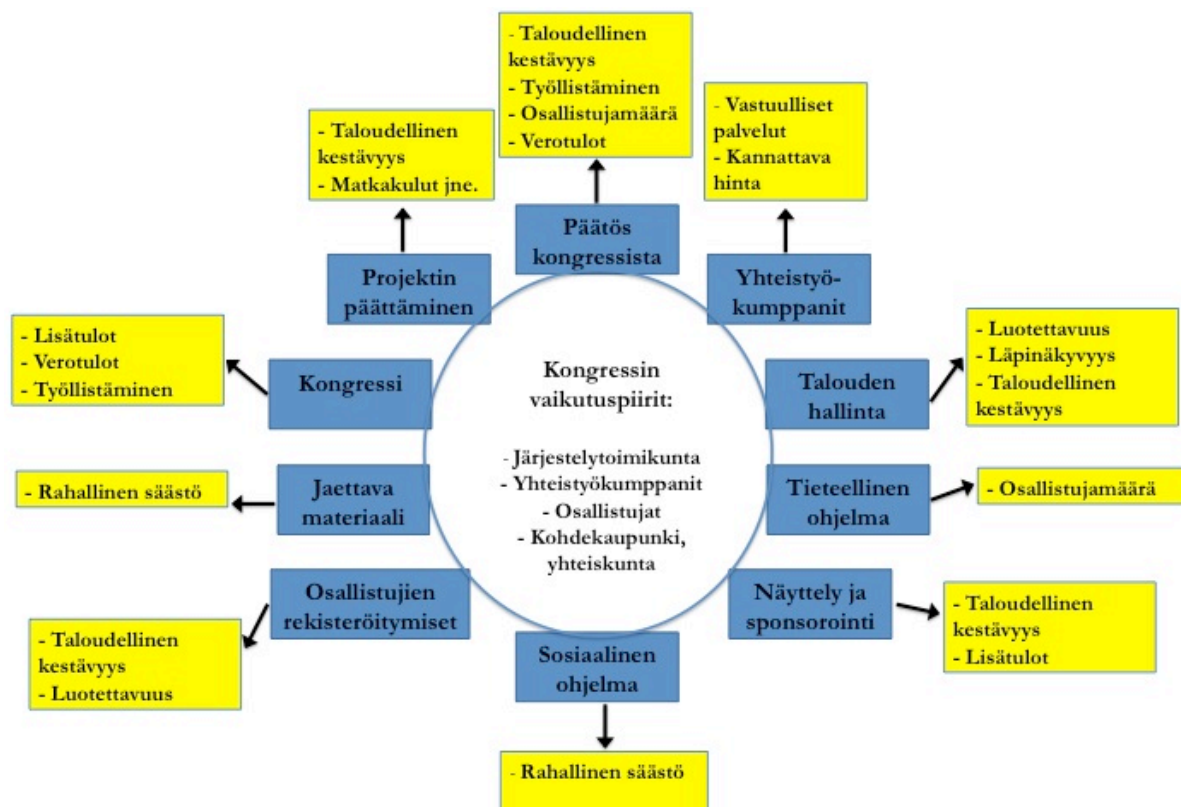 - Taloudellinen
kestävyys
- Työllistäminen
- Osallistujamäärä
- Verotulot
- Vastuulliset
palvelut
- Kannattava
hinta
- Taloudellinen
kestävyys
- Matkakulut jne.
Päätös
kongressista
Projektin
päättäminen
Yhteistyö-
kumppanit
- Lisätulot
- Verotulot
- Työllistäminen
Kongressi
Kongressin
vaikutuspiirit:
- Järjestelytoimikunta
- Yhteistyökumppanit
- Osallistujat
- Kohdekaupunki,
yhteiskunta
Talouden
hallinta
- Luotettavuus
- Läpinäkyvyys
- Taloudellinen
kestävyys
- Rahallinen säästö
Jaettava
materiaali
Tieteellinen
ohjelma
- Osallistujamäärä
Osallistujien
rekisteröitymiset
Näyttely ja
sponsorointi
- Taloudellinen
kestävyys
- Lisätulot
- Taloudellinen
kestävyys
- Luotettavuus
Sosiaalinen
ohjelma
- Rahallinen säästö